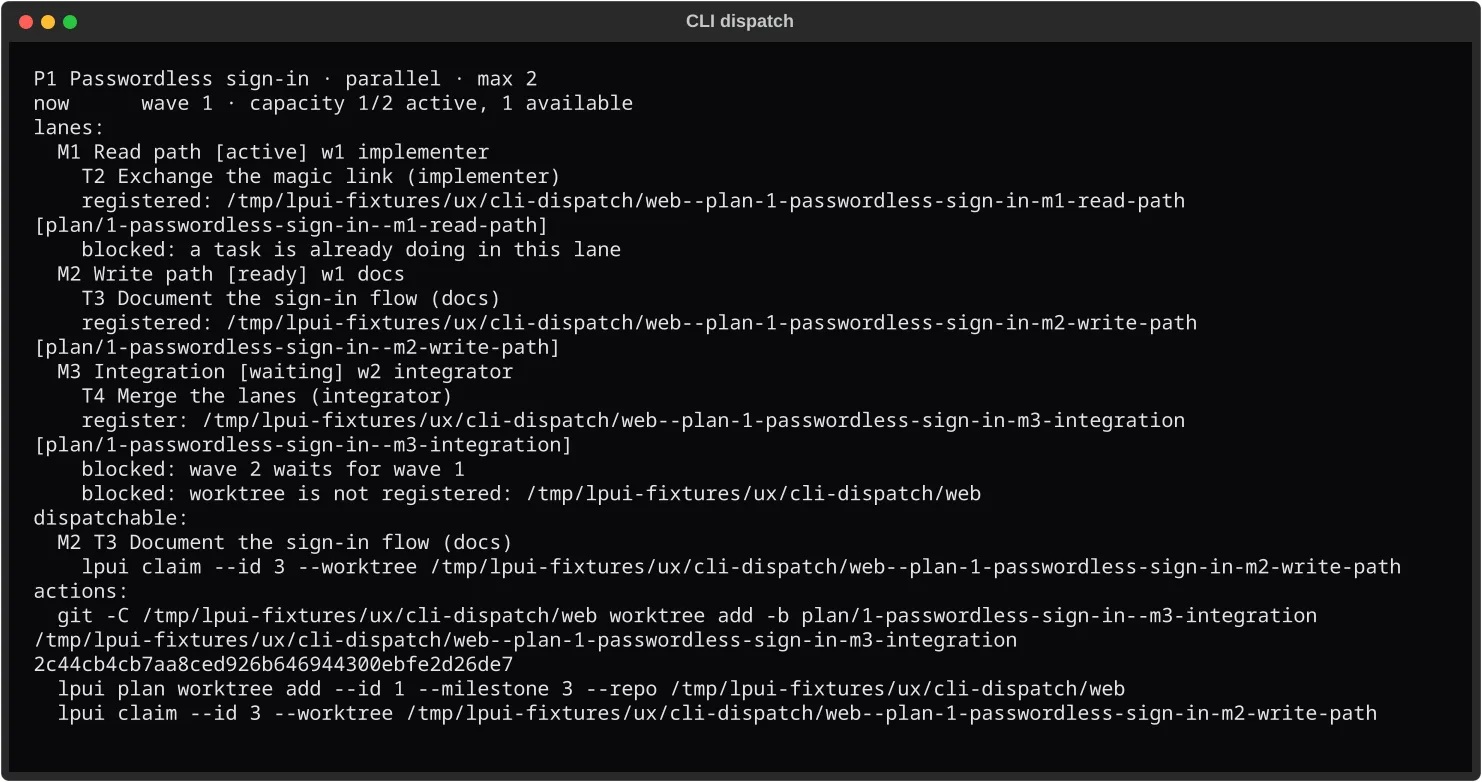 CLI dispatch
P1 Passwordless sign-in · parallel · max 2
now      wave 1 · capacity 1/2 active, 1 available
lanes:
  M1 Read path [active] w1 implementer
    T2 Exchange the magic link (implementer)
    registered: /tmp/lpui-fixtures/ux/cli-dispatch/web--plan-1-passwordless-sign-in-m1-read-path
[plan/1-passwordless-sign-in--m1-read-path]
    blocked: a task is already doing in this lane
  M2 Write path [ready] w1 docs
    T3 Document the sign-in flow (docs)
    registered: /tmp/lpui-fixtures/ux/cli-dispatch/web--plan-1-passwordless-sign-in-m2-write-path
[plan/1-passwordless-sign-in--m2-write-path]
  M3 Integration [waiting] w2 integrator
    T4 Merge the lanes (integrator)
    register: /tmp/lpui-fixtures/ux/cli-dispatch/web--plan-1-passwordless-sign-in-m3-integration
[plan/1-passwordless-sign-in--m3-integration]
    blocked: wave 2 waits for wave 1
    blocked: worktree is not registered: /tmp/lpui-fixtures/ux/cli-dispatch/web
dispatchable:
  M2 T3 Document the sign-in flow (docs)
    lpui claim --id 3 --worktree /tmp/lpui-fixtures/ux/cli-dispatch/web--plan-1-passwordless-sign-in-m2-write-path
actions:
  git -C /tmp/lpui-fixtures/ux/cli-dispatch/web worktree add -b plan/1-passwordless-sign-in--m3-integration
/tmp/lpui-fixtures/ux/cli-dispatch/web--plan-1-passwordless-sign-in-m3-integration
2c44cb4cb7aa8ced926b646944300ebfe2d26de7
  lpui plan worktree add --id 1 --milestone 3 --repo /tmp/lpui-fixtures/ux/cli-dispatch/web
  lpui claim --id 3 --worktree /tmp/lpui-fixtures/ux/cli-dispatch/web--plan-1-passwordless-sign-in-m2-write-path